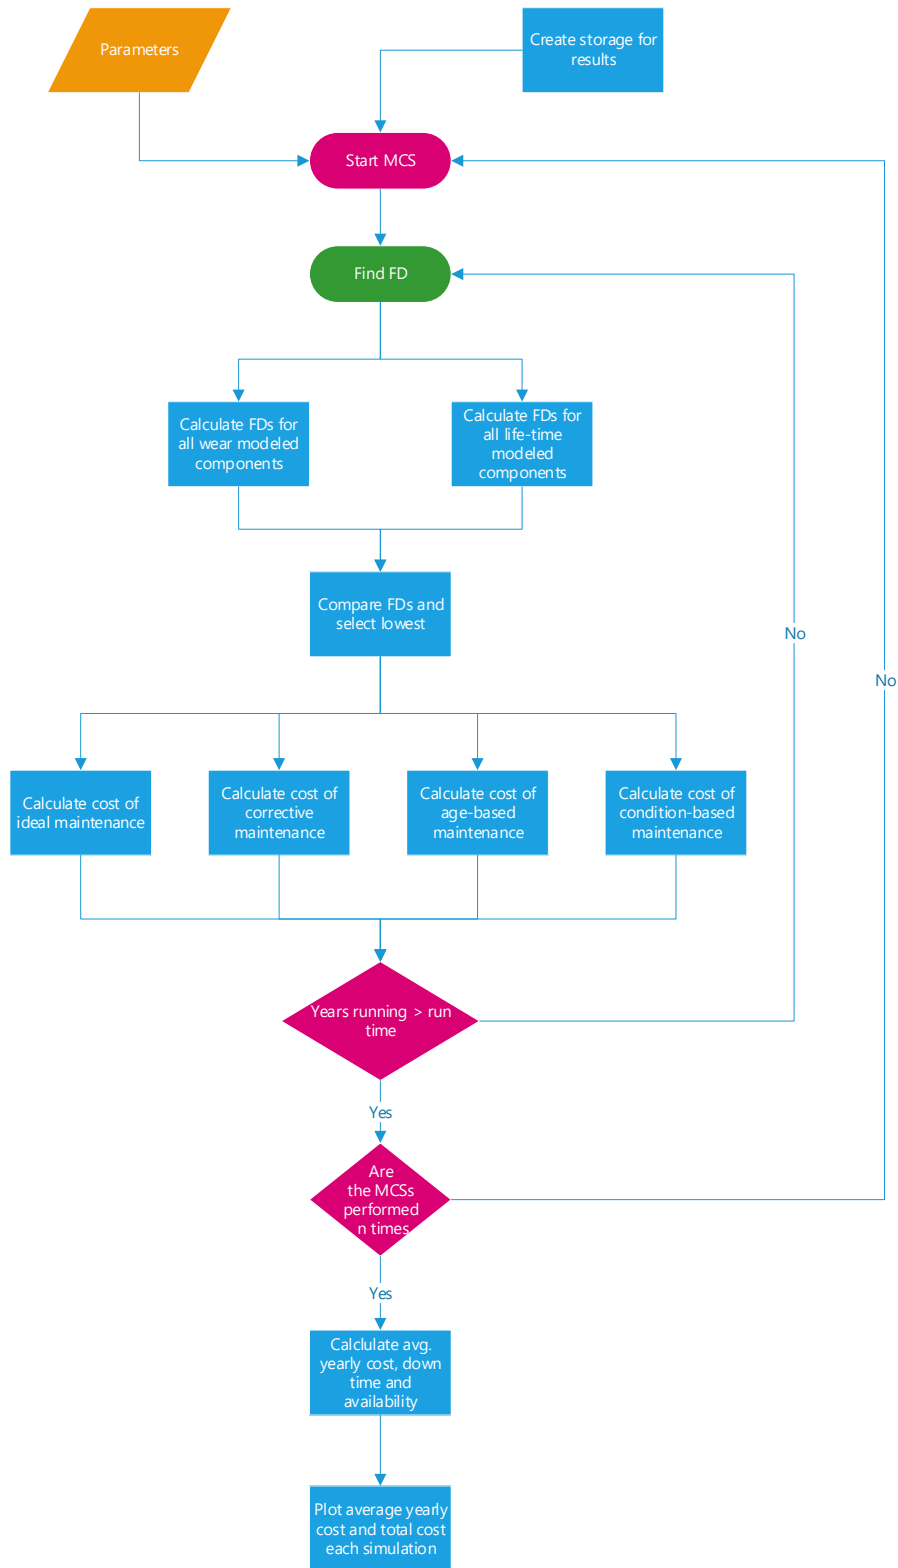 Parameters
Create storage for
results
Start MCS
Find FD
Calculate FDs for
all wear modeled
components
Calculate FDs for
all life-time
modeled
components
Compare FDs and
select lowest
No
No
Calculate cost of
ideal maintenance
Calculate cost of
corrective
maintenance
Calculate cost of
age-based
maintenance
Calculate cost of
condition-based
maintenance
Years running > run
time
Yes
Are
the MCSs
performed
n times
Yes
Calclulate avg.
yearly cost, down
time and
availability
Plot average yearly
cost and total cost
each simulation